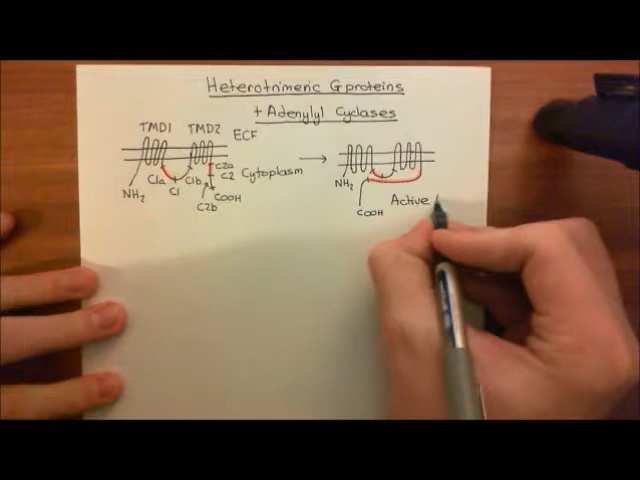 Heterotrimeric G proteins
+ Adenylyl Cyclases
TMD1 TMD2 ECF
C2a
C1a C1b C2 Cytoplasm
NH2 C1 COOH
C2b
NH2
COOH
Active